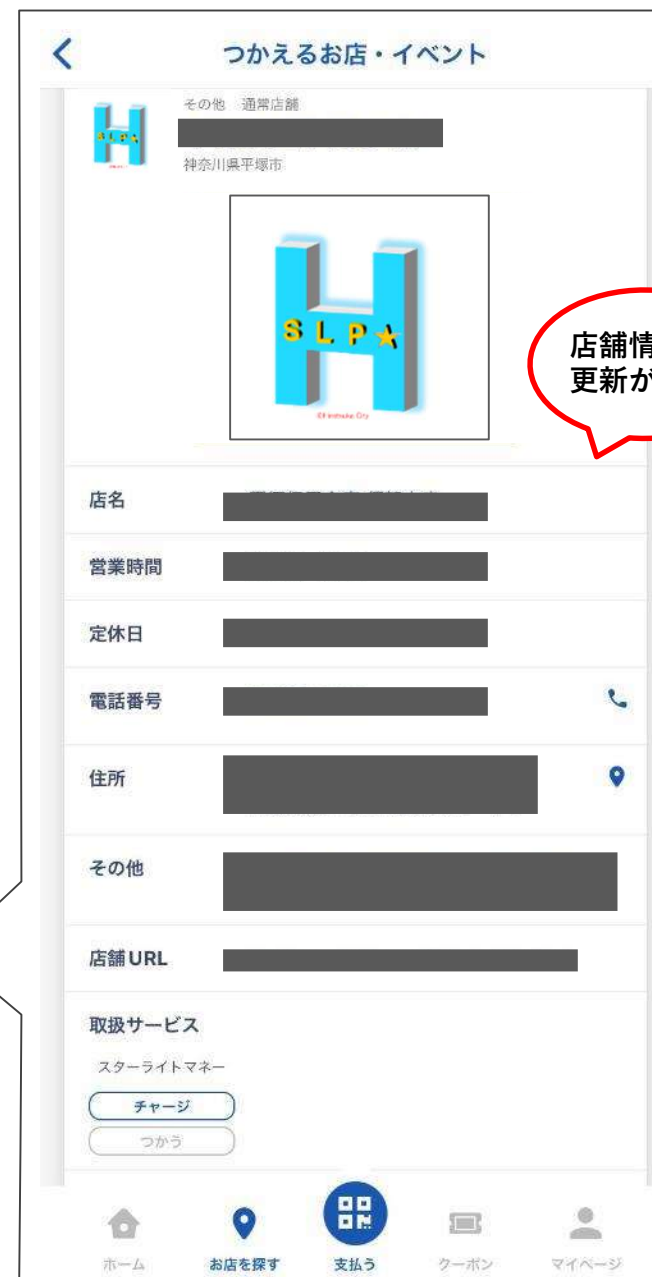 つかえるお店・イベント
その他 通常店舗
神奈川県平塚市
SLPA
SLP★
店舗情
更新が
店名
営業時間
定休日
電話番号
住所
その他
店舗URL
取扱サービス
スターライトマネー
チャージ
つかう
ホーム
お店を探す
支払う
クーポン
マイページ